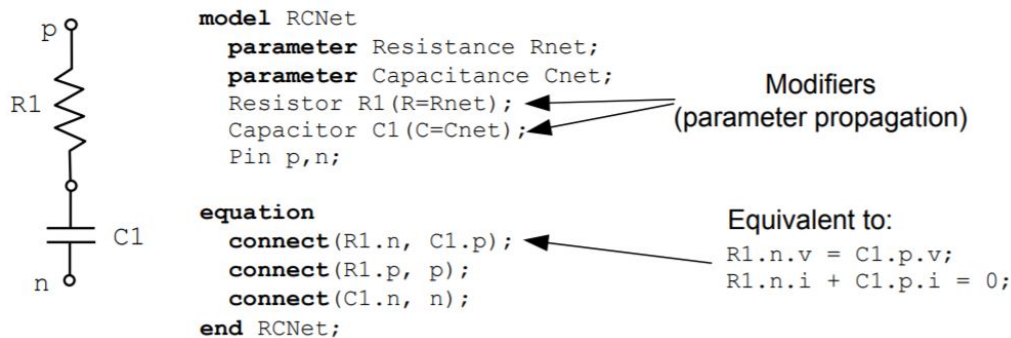 p
R1
C1
n
model RCNet
parameter Resistance Rnet;
parameter Capacitance Cnet;
Resistor R1(R=Rnet);
Capacitor C1(C=Cnet);
Pin p,n;
equation
connect(R1.n, C1.p);
connect(R1.p, p);
connect(C1.n, n);
end RCNet;
Modifiers
(parameter propagation)
Equivalent to:
R1.n.v = C1.p.v;
R1.n.i + C1.p.i = 0;